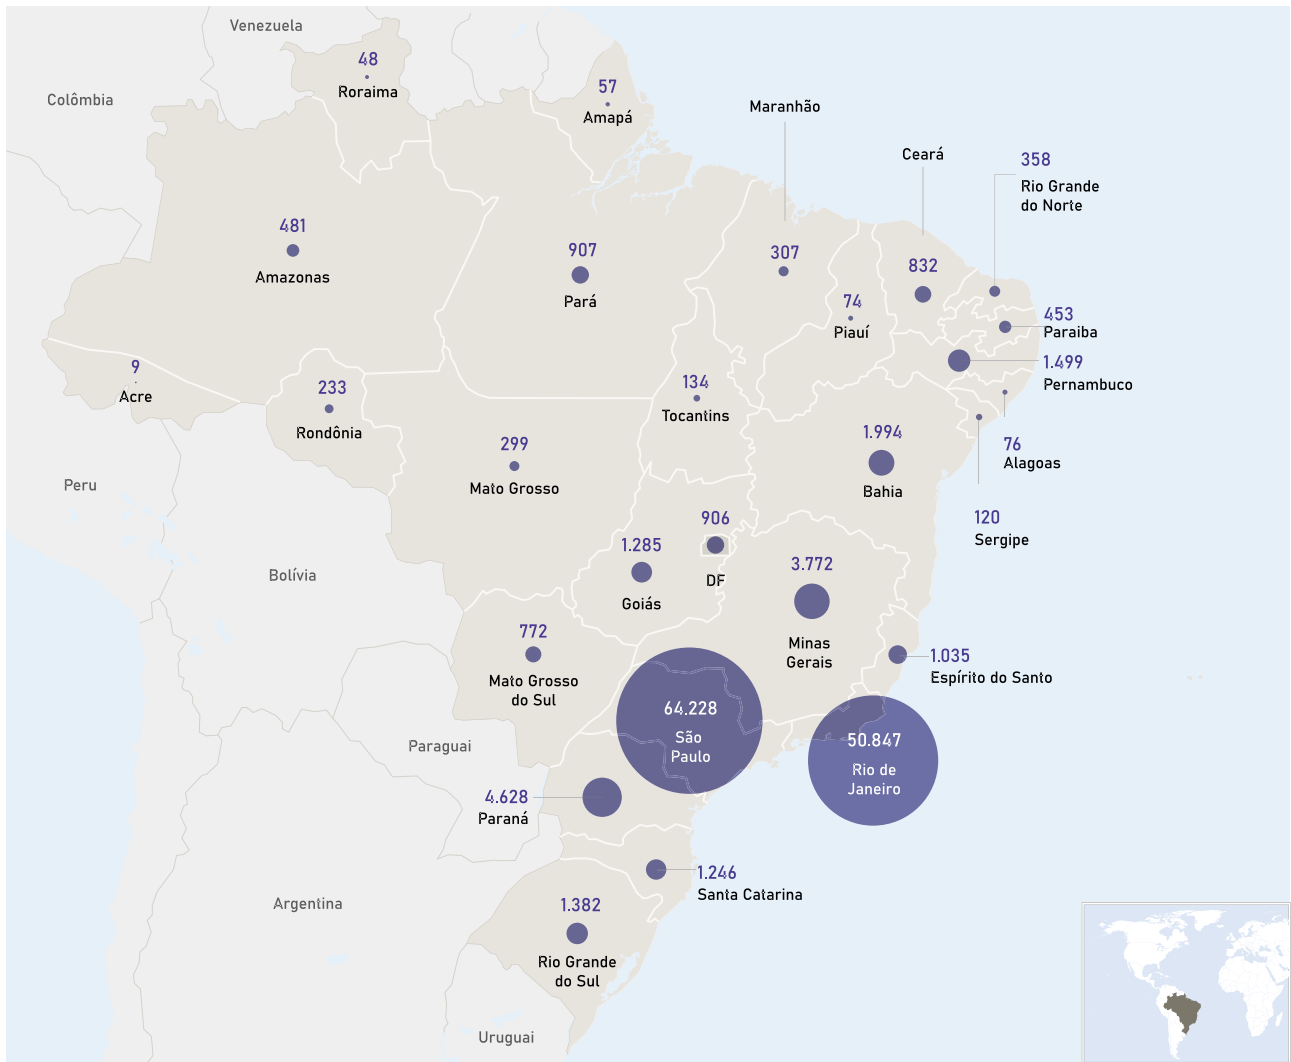 Venezuela
48
Roraima
Colômbia
57
Amapá
Maranhão
Ceará
358
Rio Grande
do Norte
481
Amazonas
907
Pará
307
832
74
Piauí
453
Paraiba
1.499
Pernambuco
9
Acre
233
Rondônia
134
Tocantins
299
Mato Grosso
1.994
Bahia
76
Alagoas
120
Sergipe
Peru
906
DF
1.285
Goiás
Bolívia
3.772
Minas
Gerais
772
Mato Grosso
do Sul
1.035
Espírito do Santo
64.228
São
Paulo
50.847
Rio de
Janeiro
Paraguai
4.628
Paraná
1.246
Santa Catarina
Argentina
1.382
Rio Grande
do Sul
Uruguai